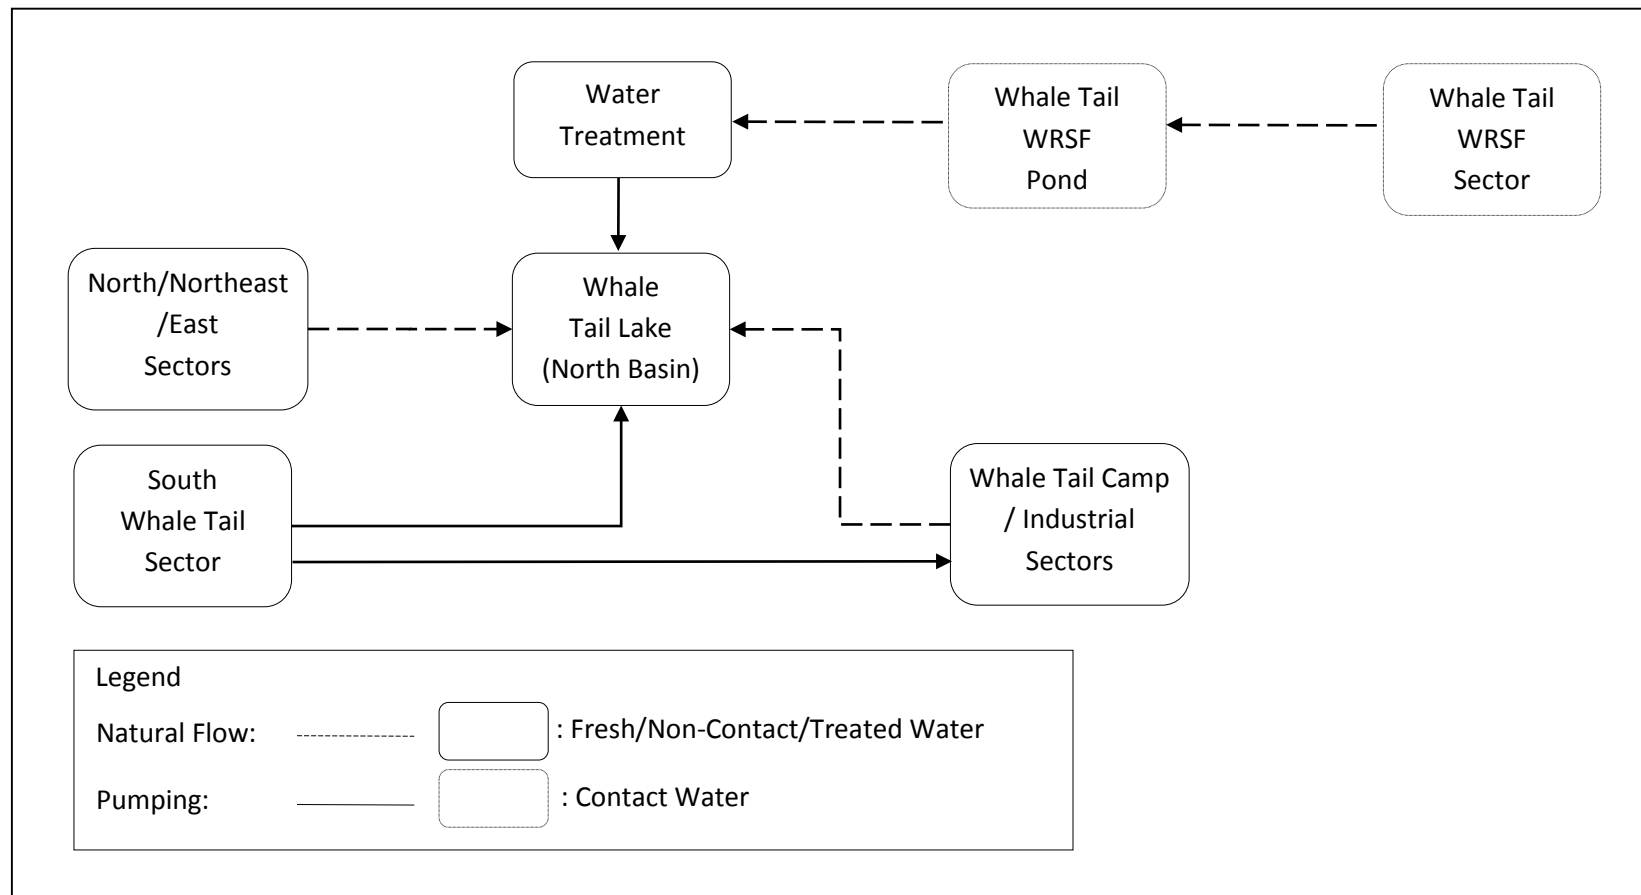 Water
Treatment
Whale Tail
WRSF
Pond
Whale Tail
WRSF
Sector
North/Northeast
/East
Sectors
Whale
Tail Lake
(North Basin)
South
Whale Tail
Sector
Whale Tail Camp
/ Industrial
Sectors
Legend
Natural Flow:
: Fresh/Non-Contact/Treated Water
Pumping:
: Contact Water